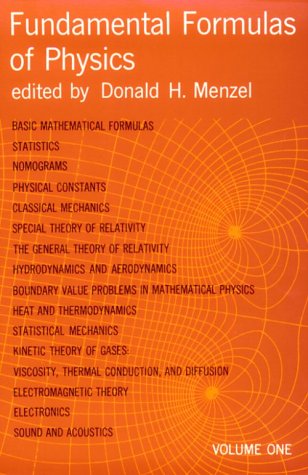 Fundamental Formulas
of Physics
edited by Donald H. Menzel
BASIC MATHEMATICAL FORMULAS
STATISTICS
NOMOGRAMS
PHYSICAL CONSTANTS
CLASSICAL MECHANICS
SPECIAL THEORY OF RELATIVITY
THE GENERAL THEORY OF RELATIVITY
HYDRODYNAMICS AND AERODYNAMICS
BOUNDARY VALUE PROBLEMS IN MATHEMATICAL PHYSICS
HEAT AND THERMODYNAMICS
STATISTICAL MECHANICS
KINETIC THEORY OF GASES:
VISCOSITY, THERMAL CONDUCTION, AND DIFFUSION
ELECTROMAGNETIC THEORY
ELECTRONICS
SOUND AND ACOUSTICS
VOLUME ONE